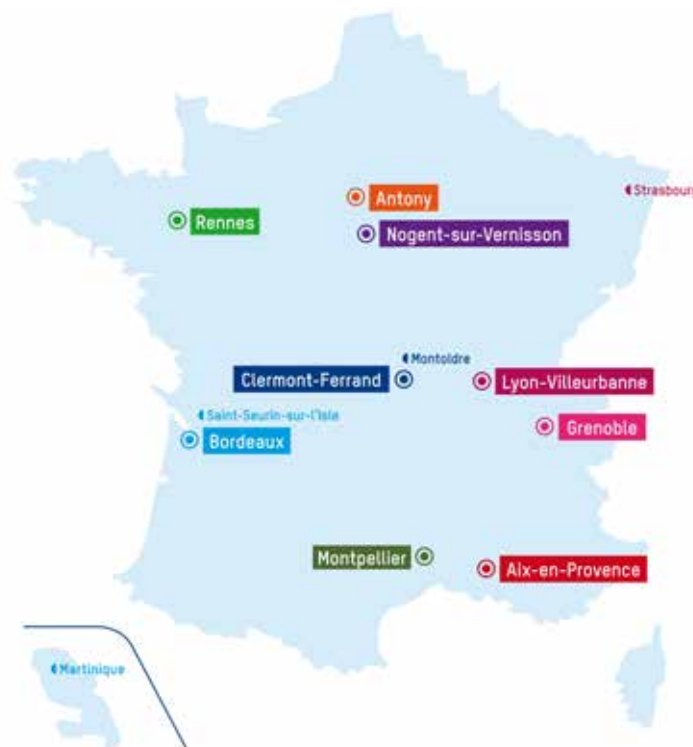 Strasbourg
Antony
Rennes
Nogent-sur-Vernisson
Montoldre
Clermont-Ferrand
Lyon-Villeurbanne
Saint-Seurin-sur-l'Isle
Grenoble
Bordeaux
Montpellier
Aix-en-Provence
Martinique